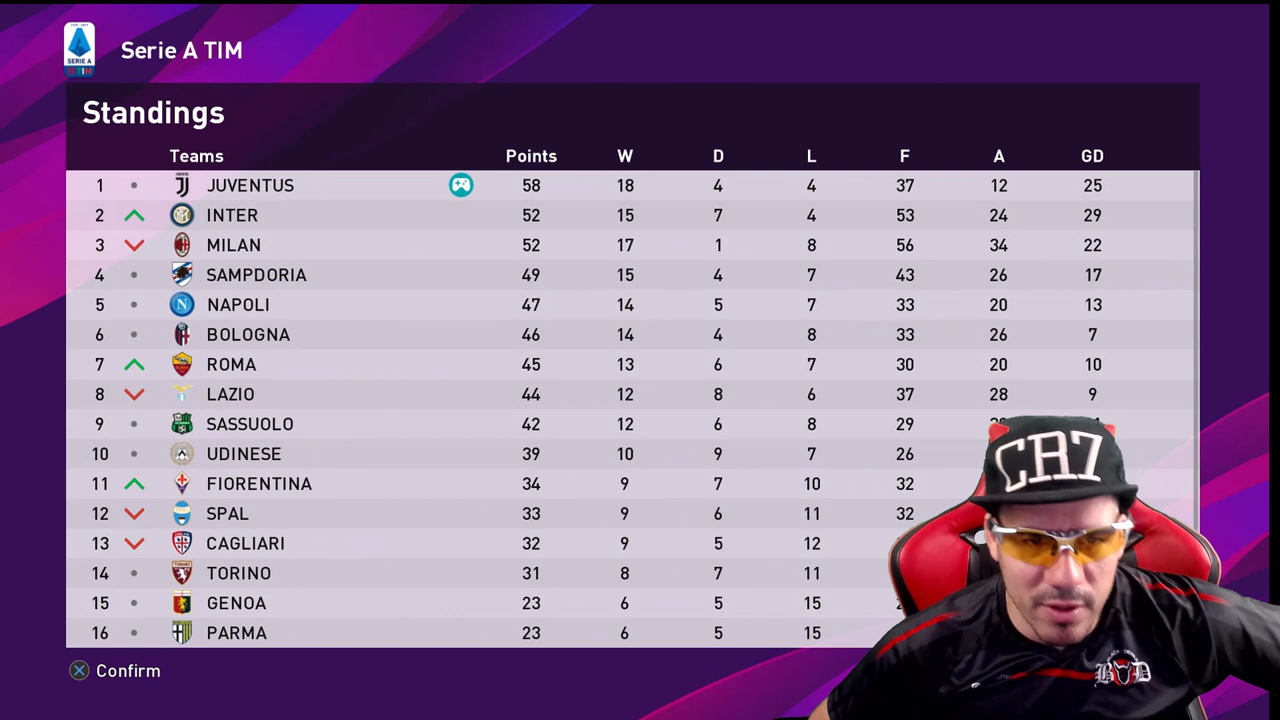 SERIE A
TIM
Serie A TIM
Standings
Teams Points W D L F A GD
1 JUVENTUS 58 18 4 4 37 12 25
2 INTER 52 15 7 4 53 24 29
3 MILAN 52 17 1 8 56 34 22
4 SAMPDORIA 49 15 4 7 43 26 17
5 N NAPOLI 47 14 5 7 33 20 13
6 BOLOGNA 46 14 4 8 33 26 7
7 ROMA 45 13 6 7 30 20 10
8 LAZIO 44 12 8 6 37 28 9
9 SASSUOLO 42 12 6 8 29
10 UDINESE 39 10 9 7 26
11 FIORENTINA 34 9 7 10 32
12 SPAL 33 9 6 11 32
13 CAGLIARI 32 9 5 12
14 TORINO 31 8 7 11
15 GENOA 23 6 5 15
16 PARMA 23 6 5 15
Confirm
CR7